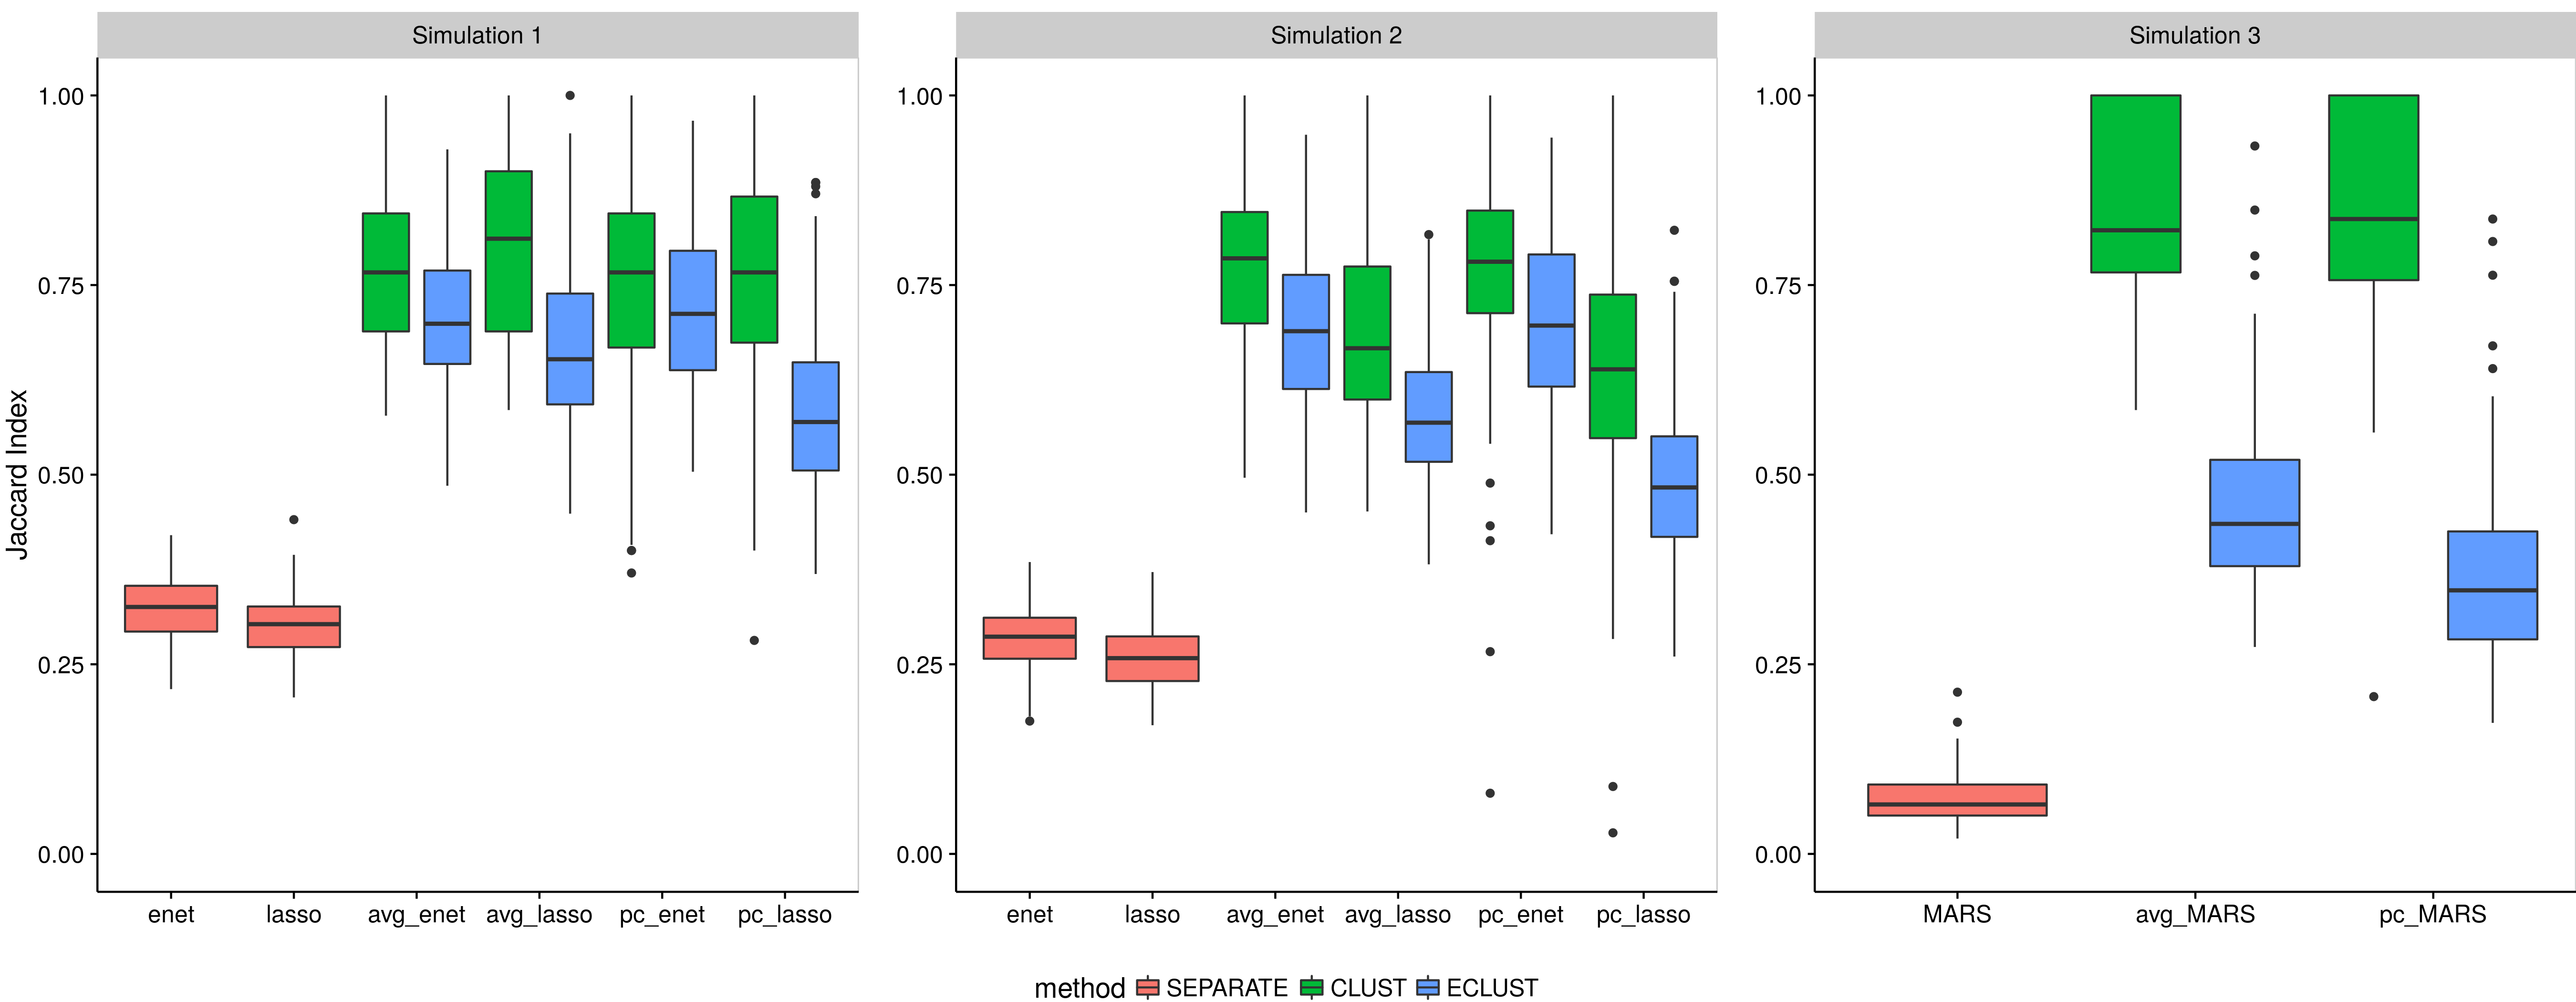 Simulation 1 Simulation 2 Simulation 3
Jaccard Index
1.00 1.00 1.00
0.75 0.75 0.75
0.50 0.50 0.50
0.25 0.25 0.25
0.00 0.00 0.00
enet lasso avg_enet avg_lasso pc_enet pc_lasso enet lasso avg_enet avg_lasso pc_enet pc_lasso MARS avg_MARS pc_MARS
method SEPARATE CLUST ECLUST